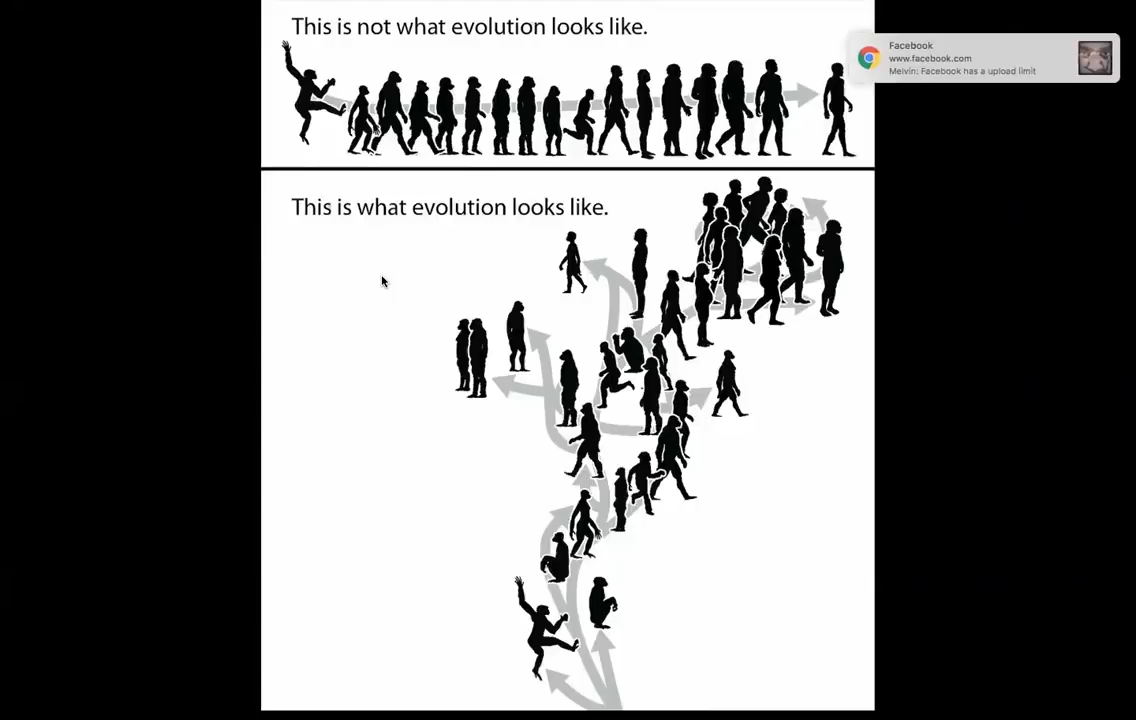 This is not what evolution looks like.
Facebook
www.facebook.com
Melvin: Facebook has a upload limit
This is what evolution looks like.